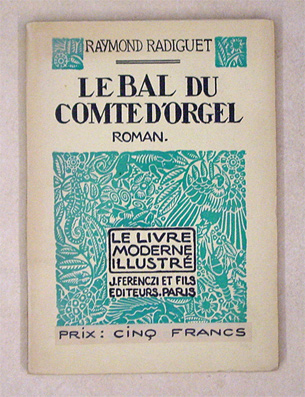 RAYMOND RADIGUET
LE BAL DU
COMTE D'ORGEL
ROMAN.
LE LIVRE
MODERNE
ILLUSTRÉ
J. FERENCZI ET FILS
EDITEURS. PARIS
PRIX : CINQ FRANCS